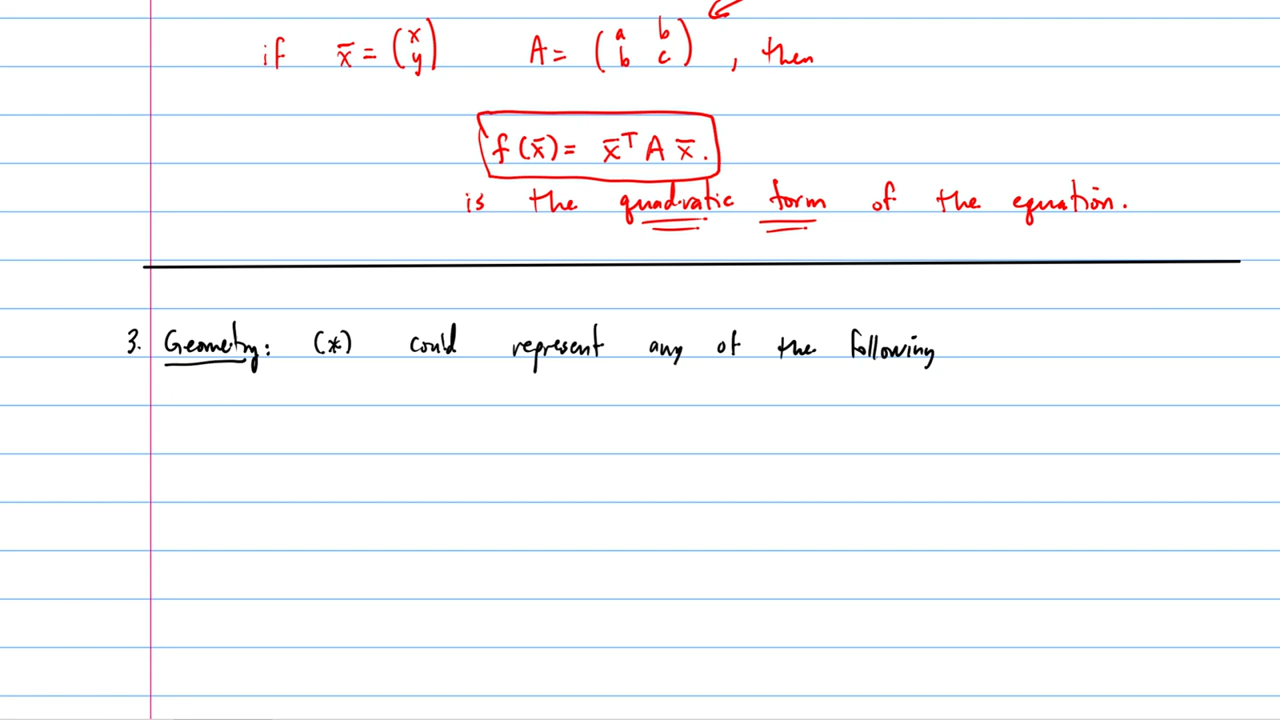 if x̄ = (x y) A = (a b b c), then
f(x̄) = x̄ᵀ A x̄.
is the quadratic form of the equation.
3. Geometry: (*) could represent any of the following